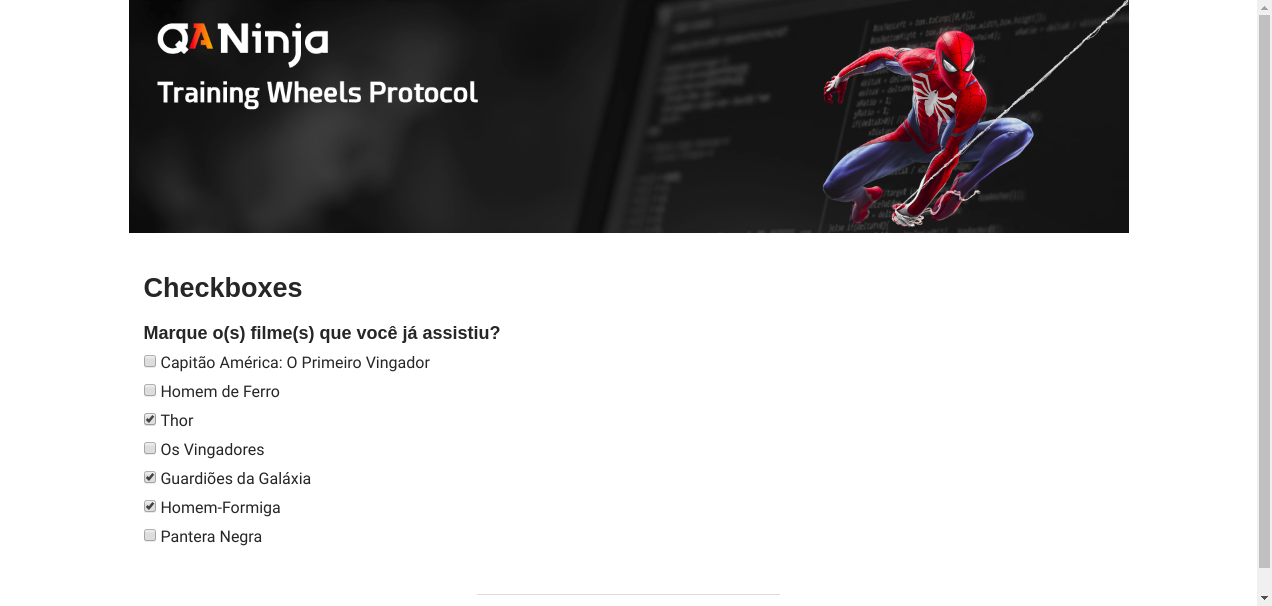 QANinja
Training Wheels Protocol
Checkboxes
Marque o(s) filme(s) que você já assistiu?
Capitão América: O Primeiro Vingador
Homem de Ferro
Thor
Os Vingadores
Guardiões da Galáxia
Homem-Formiga
Pantera Negra